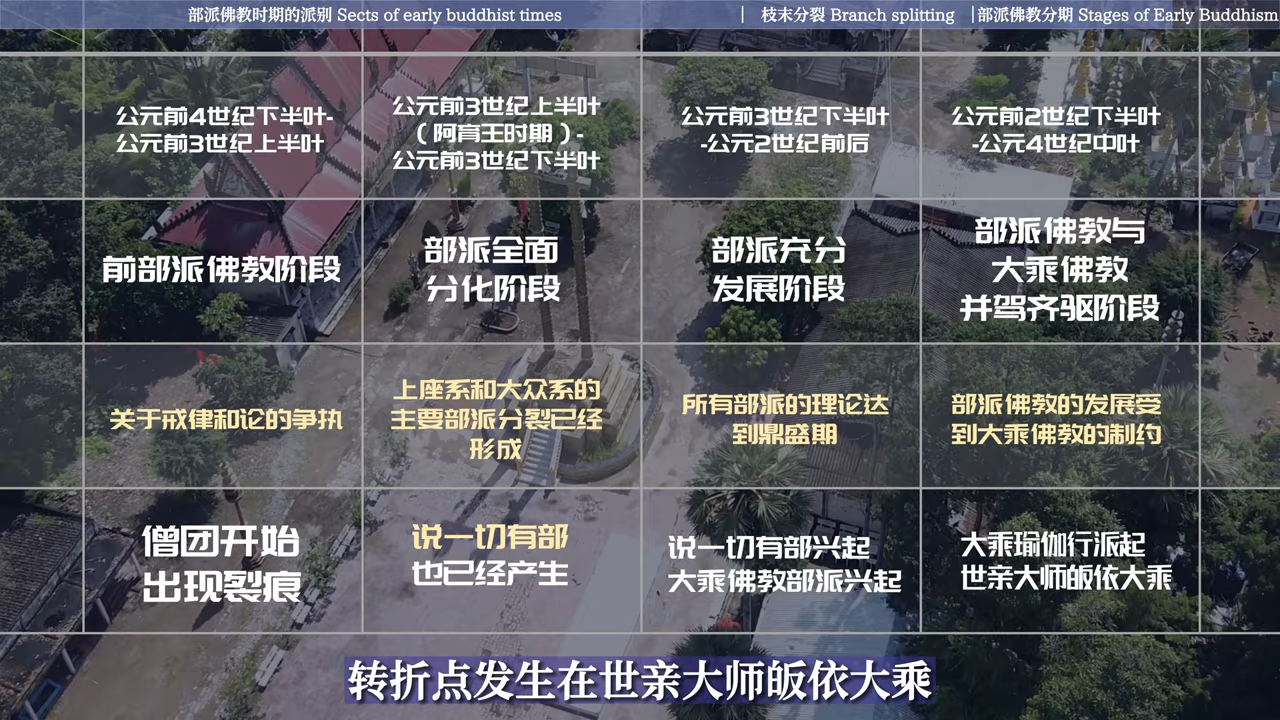 部派佛教时期的派别 Sects of early buddhist times
| 枝末分裂 Branch splitting
|部派佛教分期 Stages of Early Buddhism
公元前4世纪下半叶-
公元前3世纪上半叶
公元前3世纪上半叶
（阿育王时期）-
公元前3世纪下半叶
公元前3世纪下半叶
-公元2世纪前后
公元前2世纪下半叶
-公元4世纪中叶
前部派佛教阶段
部派全面
分化阶段
部派充分
发展阶段
部派佛教与
大乘佛教
并驾齐驱阶段
关于戒律和论的争执
上座系和大众系的
主要部派分裂已经
形成
所有部派的理论达
到鼎盛期
部派佛教的发展受
到大乘佛教的制约
僧团开始
出现裂痕
说一切有部
也已经产生
说一切有部兴起
大乘佛教部派兴起
大乘瑜伽行派起
世亲大师皈依大乘
转折点发生在世亲大师皈依大乘